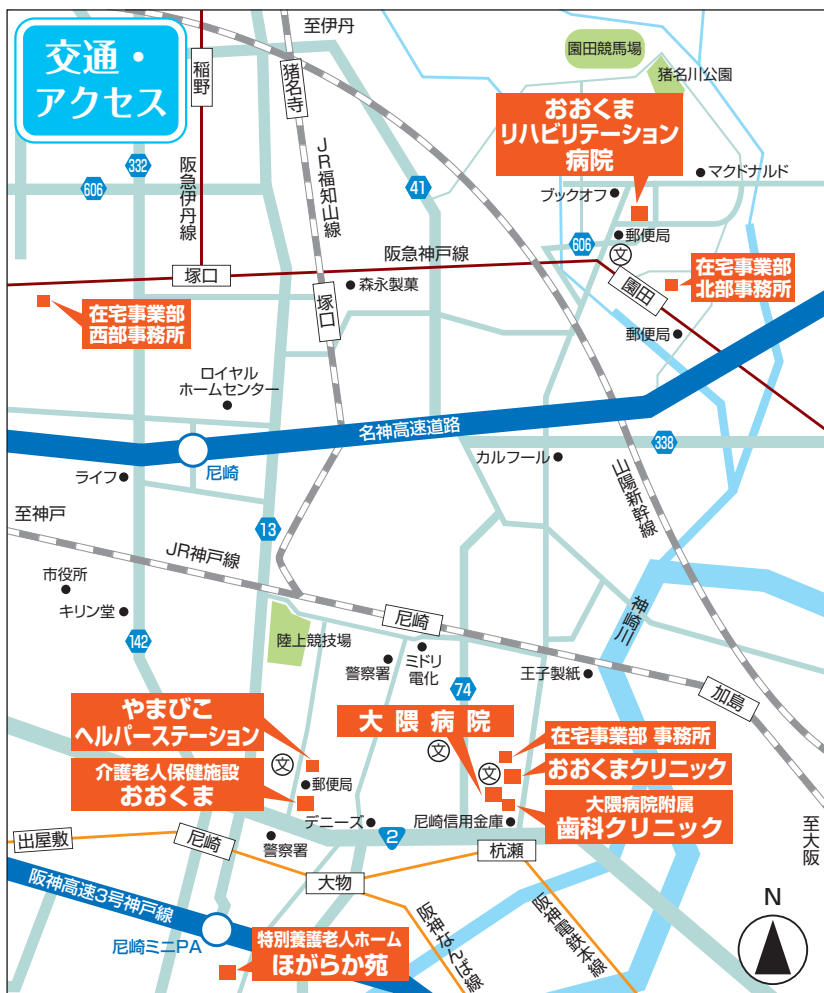 交通・
アクセス
至伊丹
稲野
猪名寺
園田競馬場
猪名川公園
おおくま
リハビリテーション
病院
マクドナルド
ブックオフ
332
606
41
阪急伊丹線
JR福知山線
郵便局
606
文
阪急神戸線
塚口
園田
在宅事業部
北部事務所
森永製菓
塚口
在宅事業部
西部事務所
郵便局
ロイヤル
ホームセンター
名神高速道路
338
尼崎
ライフ
カルフール
山陽新幹線
至神戸
13
JR神戸線
市役所
キリン堂
142
陸上競技場
尼崎
神崎川
警察署
ミドリ
電化
74
王子製紙
加島
やまびこ
ヘルパーステーション
大隈病院
在宅事業部 事務所
文
文
文
おおくまクリニック
介護老人保健施設
おおくま
郵便局
大隈病院附属
歯科クリニック
デニーズ
2
尼崎信用金庫
至大阪
出屋敷
尼崎
警察署
杭瀬
大物
阪神高速3号神戸線
阪神なんば線
阪神電鉄本線
N
尼崎ミニPA
特別養護老人ホーム
ほがらか苑